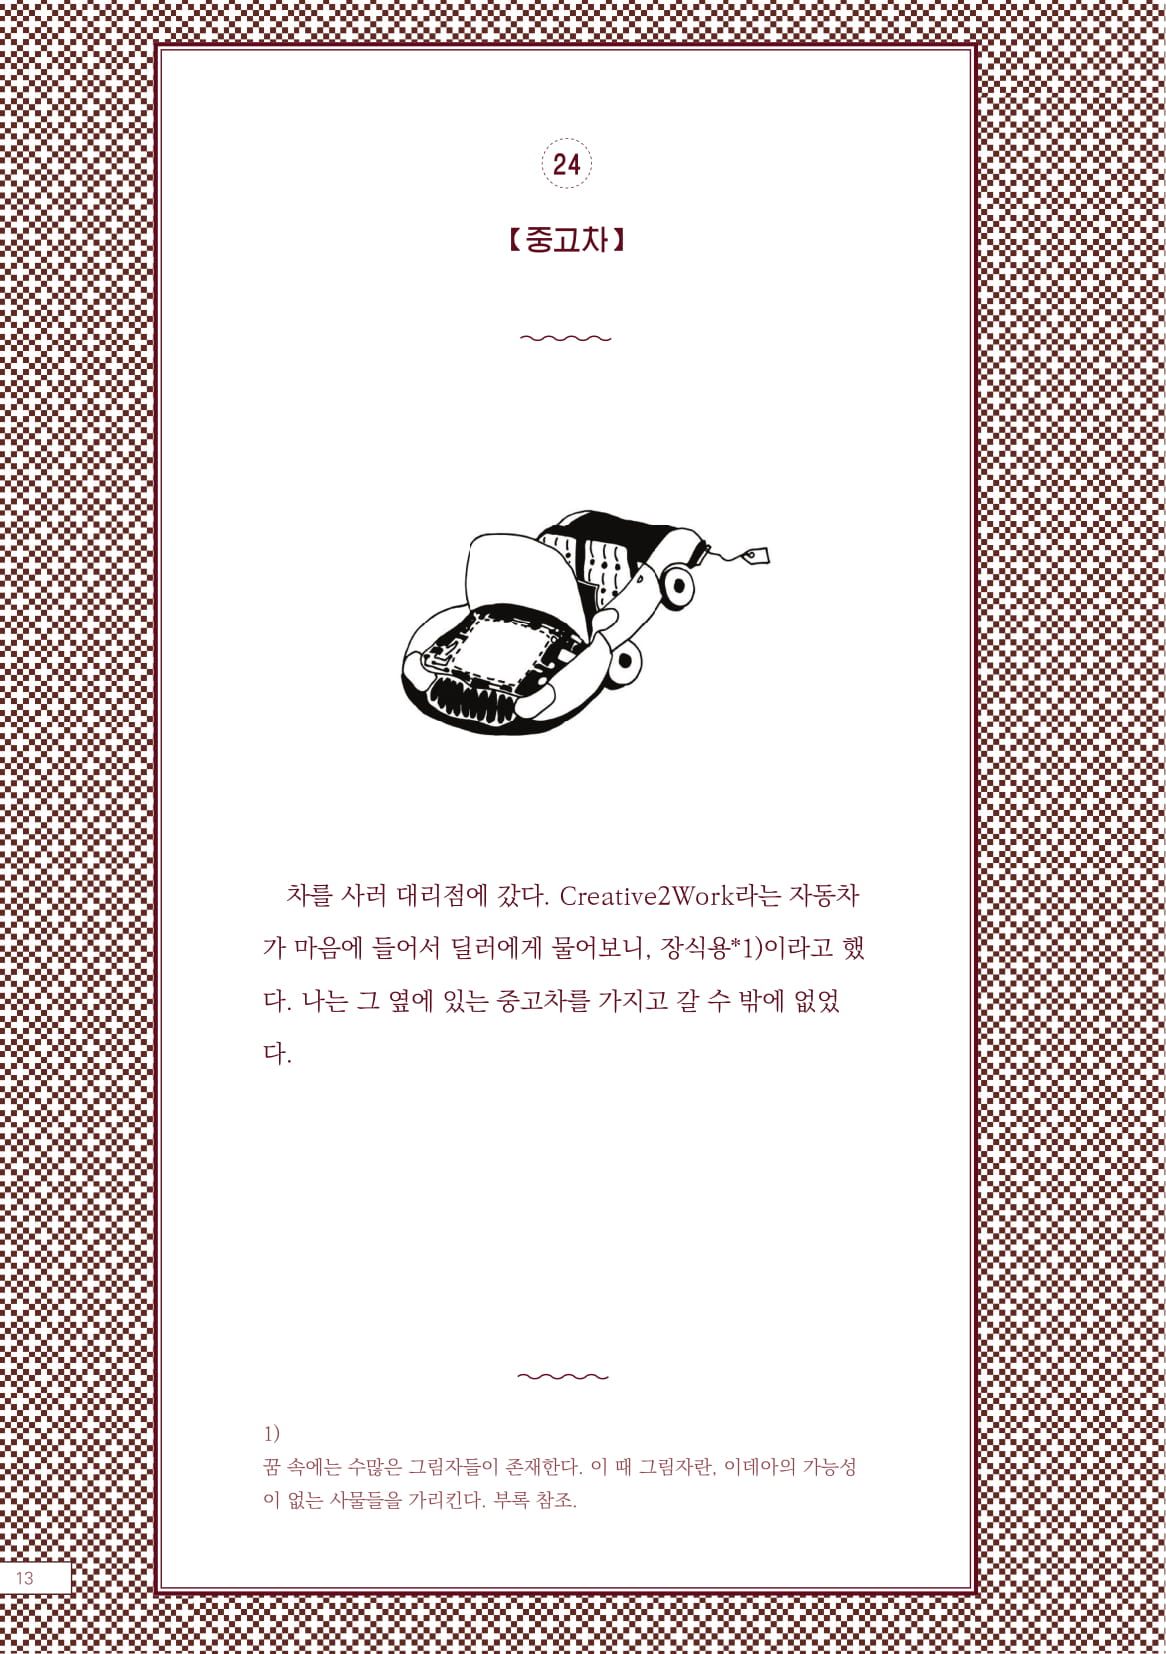 24
【중고차】
차를 사러 대리점에 갔다. Creative2Work라는 자동차
가 마음에 들어서 딜러에게 물어보니, 장식용*1)이라고 했
다. 나는 그 옆에 있는 중고차를 가지고 갈 수 밖에 없었
다.
1)
꿈 속에는 수많은 그림자들이 존재한다. 이 때 그림자란, 이데아의 가능성
이 없는 사물들을 가리킨다. 부록 참조.
13